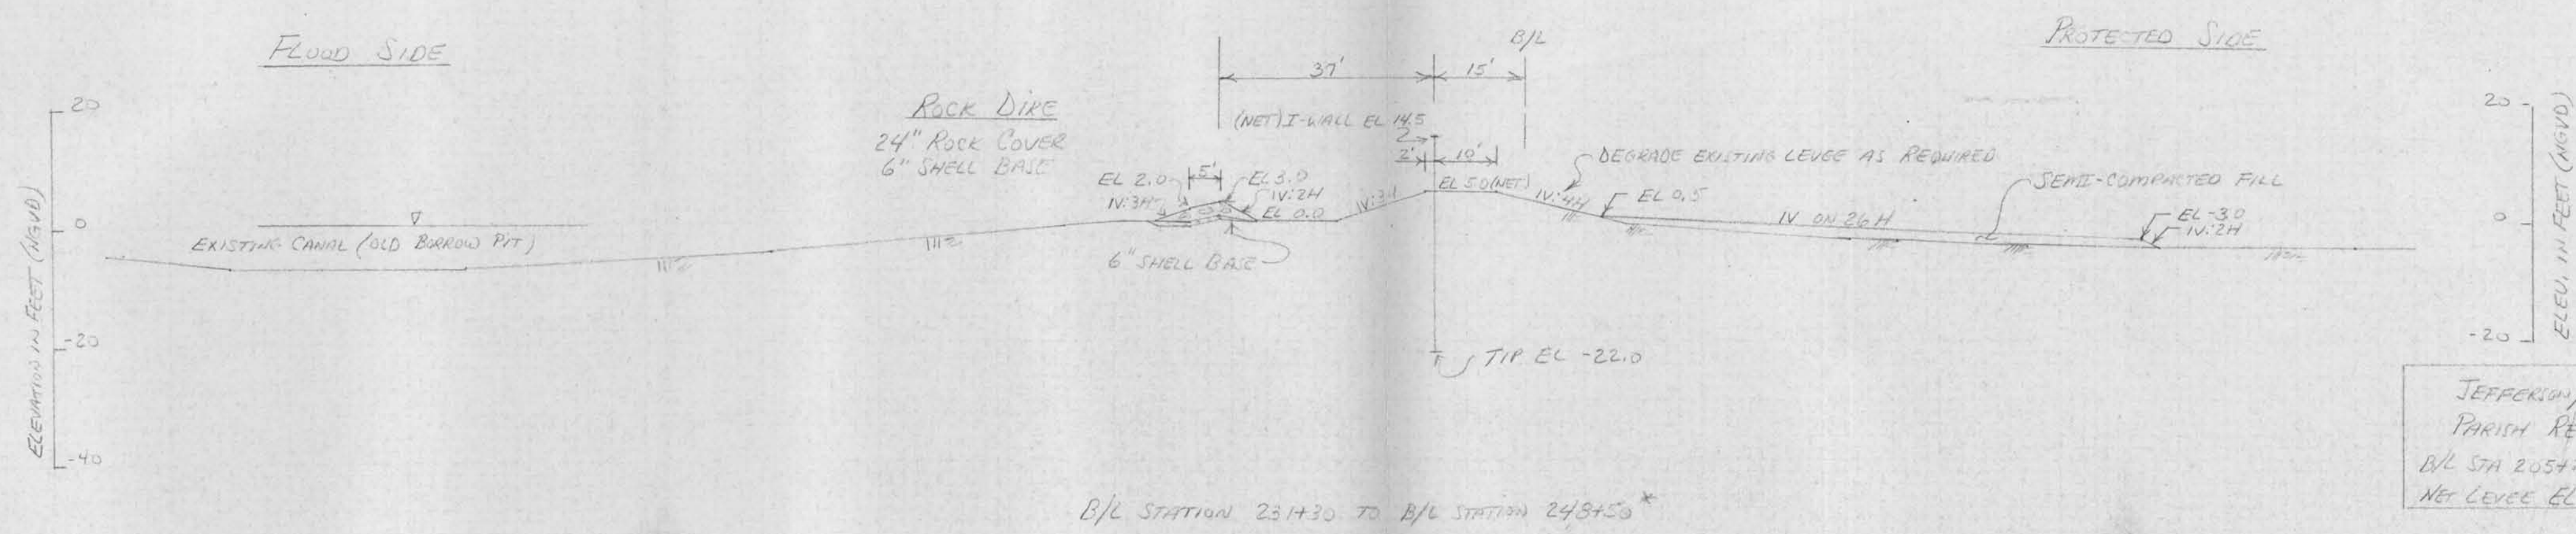 FLOOD SIDE
B/L
PROTECTED SIDE
37'
15'
20
ROCK DIKE
24" ROCK COVER
6" SHELL BASE
(NET) I-WALL EL 14.5
2
2'
10'
20
DEGRADE EXISTING LEVEE AS REQUIRED
EL 2.0
5'
EL 3.0
1V:3H
1V:2H
EL 0.0
1V:3H
EL 5.0 (NET)
1V:4H
EL 0.5
SEMI-COMPACTED FILL
1V ON 26 H
EL -3.0
1V:2H
0
0
EXISTING CANAL (OLD BORROW PIT)
6" SHELL BASE
ELEVATION IN FEET (NGVD)
ELEV. IN FEET (NGVD)
-20
-20
TIP EL -22.0
-40
JEFFERSON/
PARISH RE
B/L STA 205+
NET LEVEE EL
B/L STATION 231+30 TO B/L STATION 248+50*